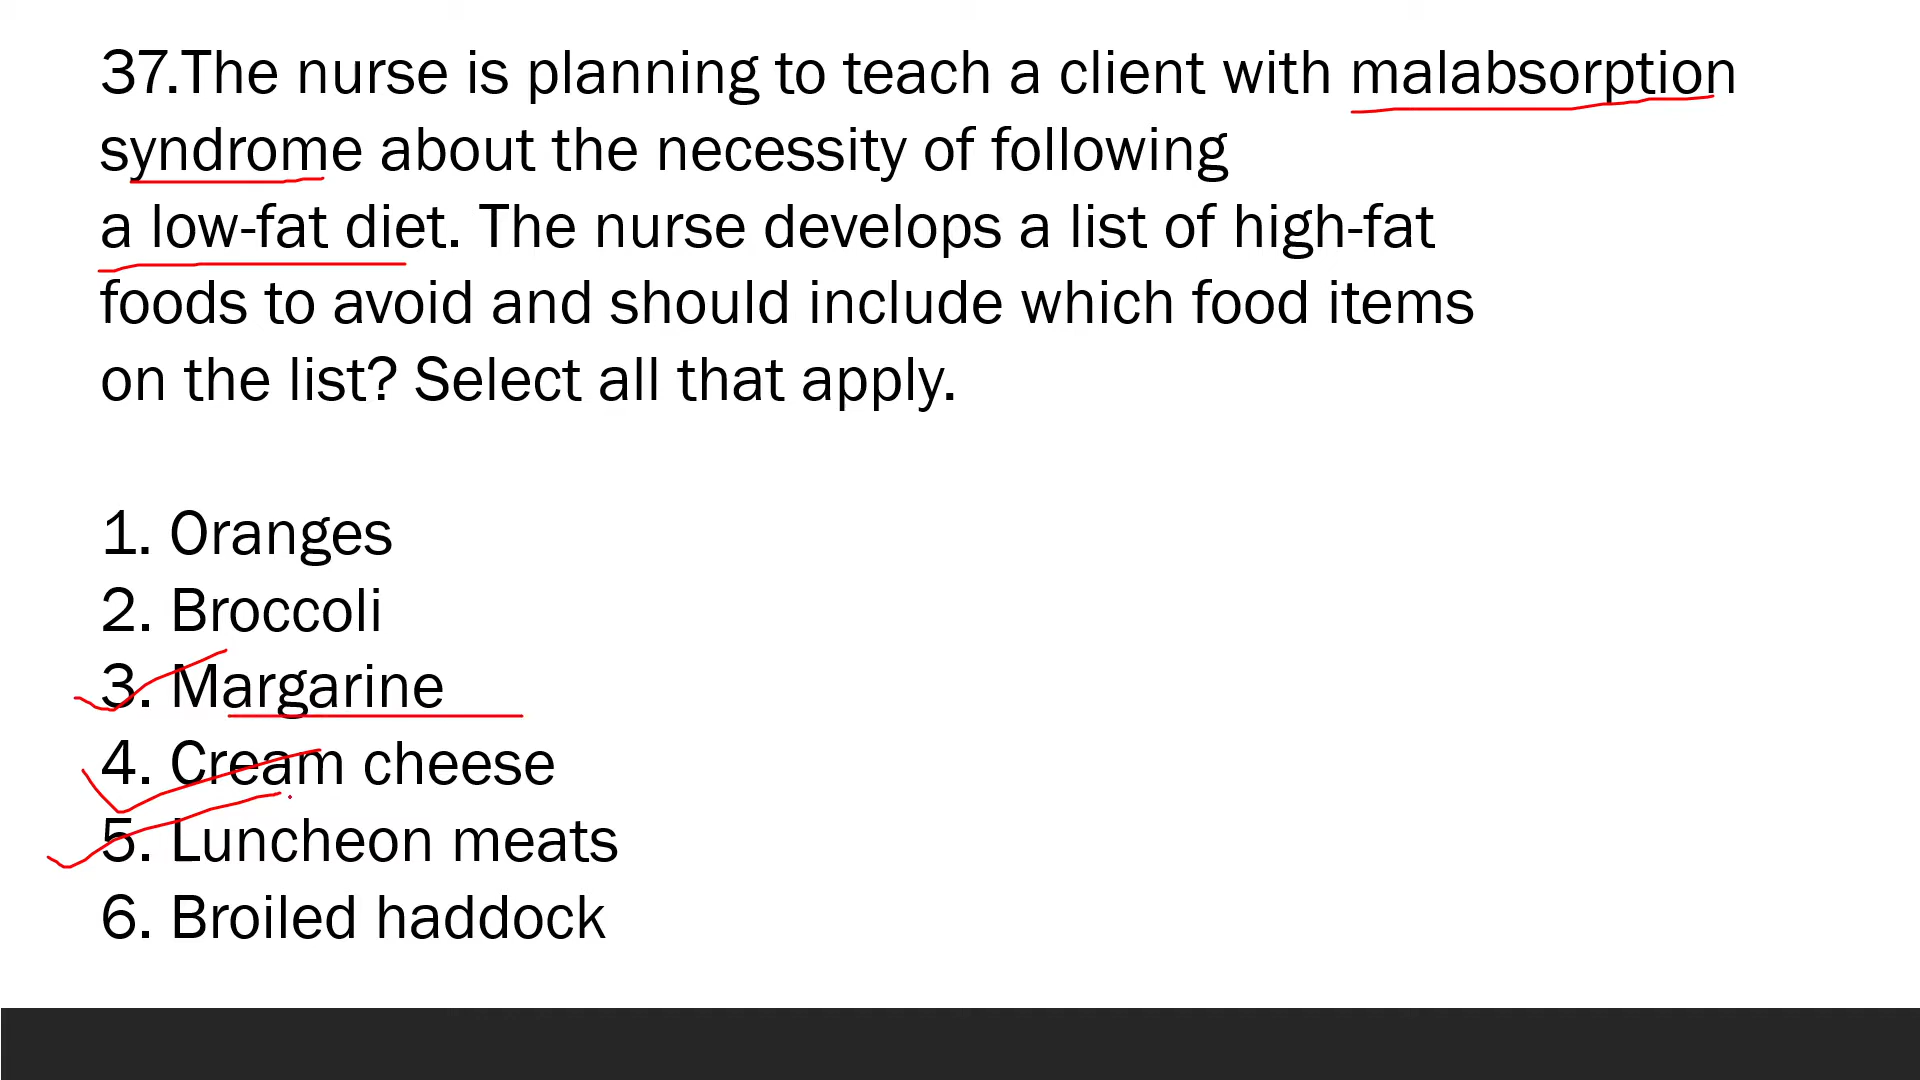 37.The nurse is planning to teach a client with malabsorption
syndrome about the necessity of following
a low-fat diet. The nurse develops a list of high-fat
foods to avoid and should include which food items
on the list? Select all that apply.
1. Oranges
2. Broccoli
3. Margarine
4. Cream cheese
5. Luncheon meats
6. Broiled haddock